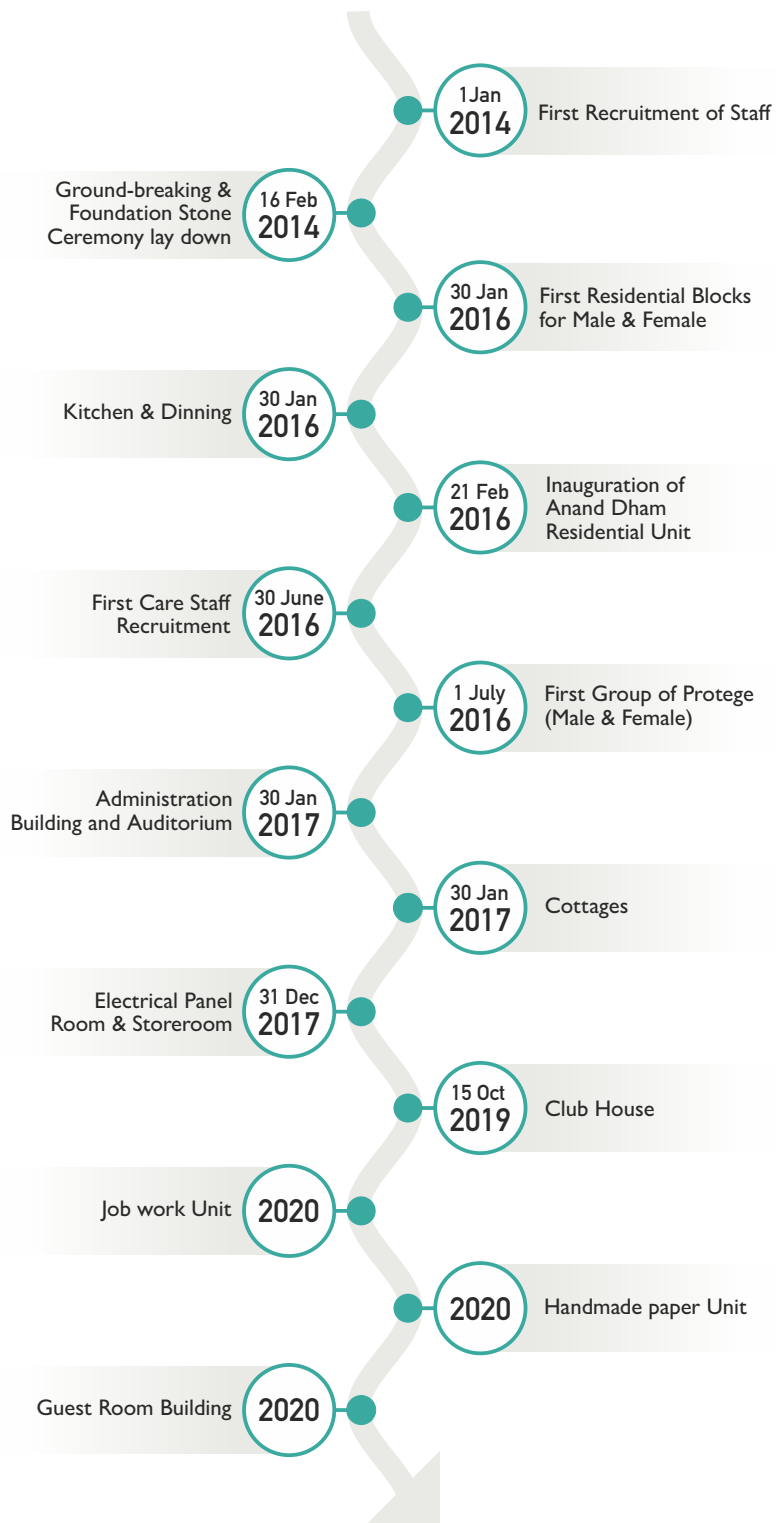 1Jan
2014
First Recruitment of Staff
Ground-breaking &
Foundation Stone
Ceremony lay down
16 Feb
2014
30 Jan
2016
First Residential Blocks
for Male & Female
Kitchen & Dinning
30 Jan
2016
21 Feb
2016
Inauguration of
Anand Dham
Residential Unit
First Care Staff
Recruitment
30 June
2016
1 July
2016
First Group of Protege
(Male & Female)
Administration
Building and Auditorium
30 Jan
2017
30 Jan
2017
Cottages
Electrical Panel
Room & Storeroom
31 Dec
2017
15 Oct
2019
Club House
Job work Unit
2020
2020
Handmade paper Unit
Guest Room Building
2020